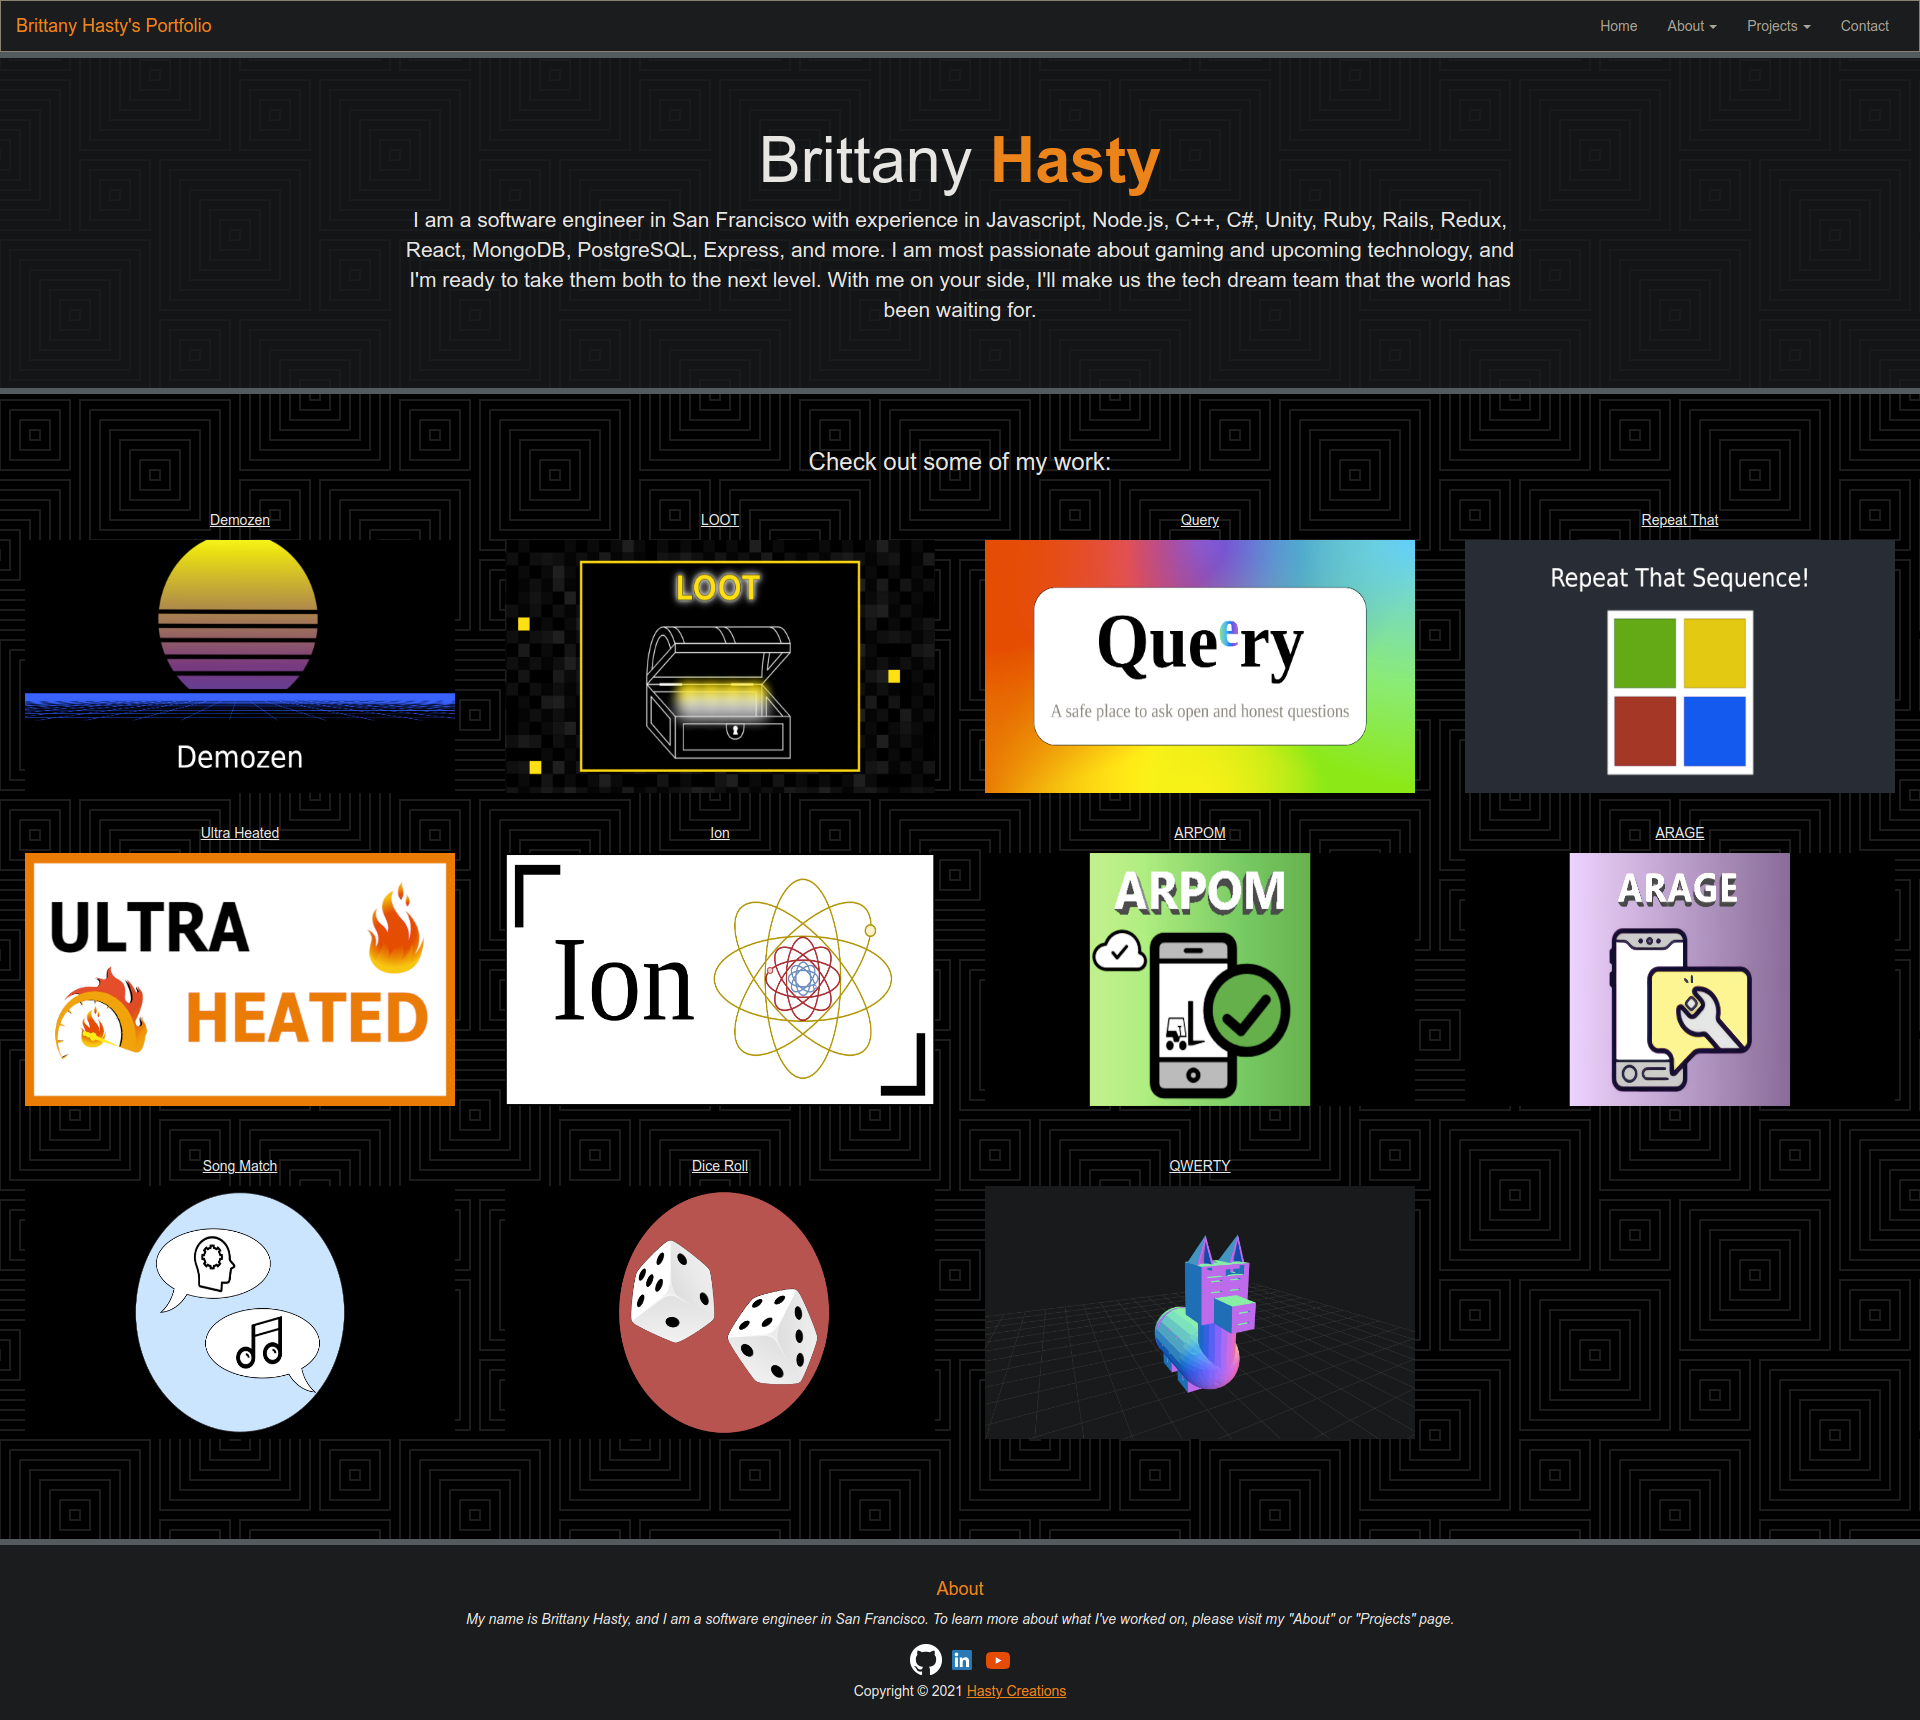 Brittany Hasty's Portfolio
Home
About
Projects
Contact
Brittany Hasty
I am a software engineer in San Francisco with experience in Javascript, Node.js, C++, C#, Unity, Ruby, Rails, Redux,
React, MongoDB, PostgreSQL, Express, and more. I am most passionate about gaming and upcoming technology, and
I'm ready to take them both to the next level. With me on your side, I'll make us the tech dream team that the world has
been waiting for.
Check out some of my work:
Demozen
Demozen
LOOT
LOOT
Query
Queery
A safe place to ask open and honest questions
Repeat That
Repeat That Sequence!
Ultra Heated
ULTRA
HEATED
Ion
Ion
ARPOM
ARPOM
ARAGE
ARAGE
Song Match
Dice Roll
QWERTY
About
My name is Brittany Hasty, and I am a software engineer in San Francisco. To learn more about what I've worked on, please visit my "About" or "Projects" page.
in
Copyright © 2021 Hasty Creations